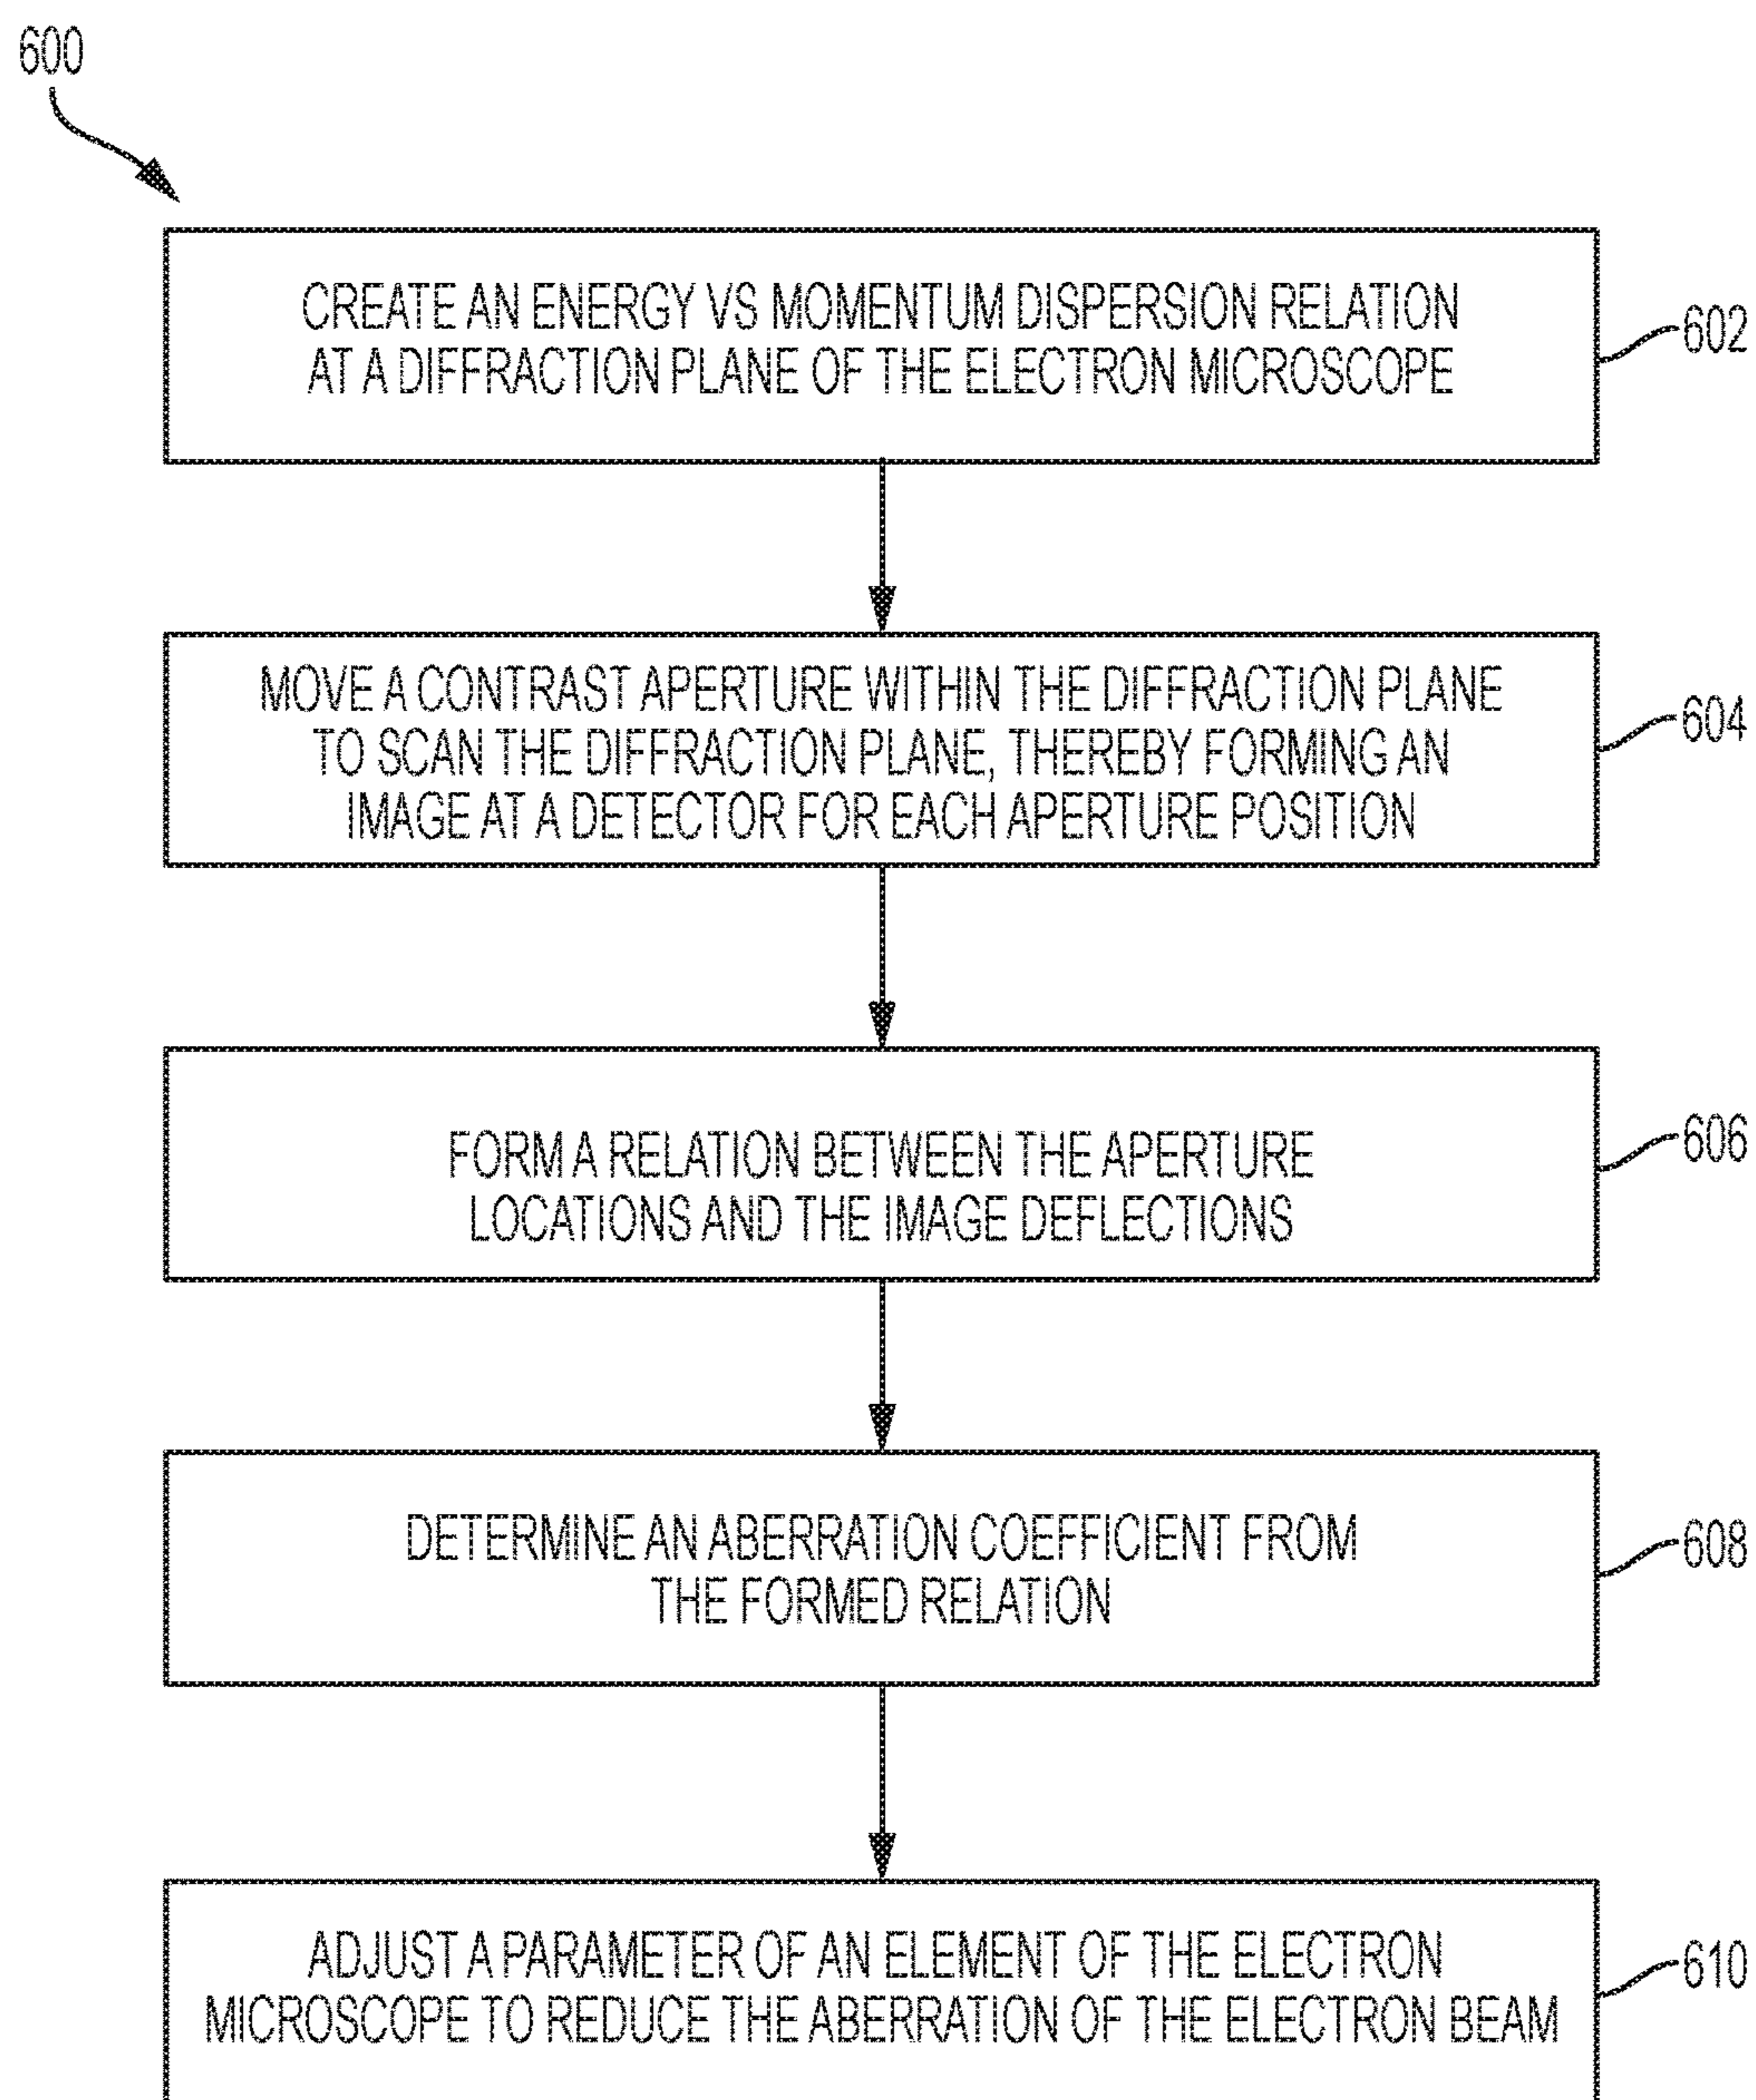 600
CREATE AN ENERGY VS MOMENTUM DISPERSION RELATION
AT A DIFFRACTION PLANE OF THE ELECTRON MICROSCOPE
602
MOVE A CONTRAST APERTURE WITHIN THE DIFFRACTION PLANE
TO SCAN THE DIFFRACTION PLANE, THEREBY FORMING AN
IMAGE AT A DETECTOR FOR EACH APERTURE POSITION
604
FORM A RELATION BETWEEN THE APERTURE
LOCATIONS AND THE IMAGE DEFLECTIONS
606
DETERMINE AN ABERRATION COEFFICIENT FROM
THE FORMED RELATION
608
ADJUST A PARAMETER OF AN ELEMENT OF THE ELECTRON
MICROSCOPE TO REDUCE THE ABERRATION OF THE ELECTRON BEAM
610